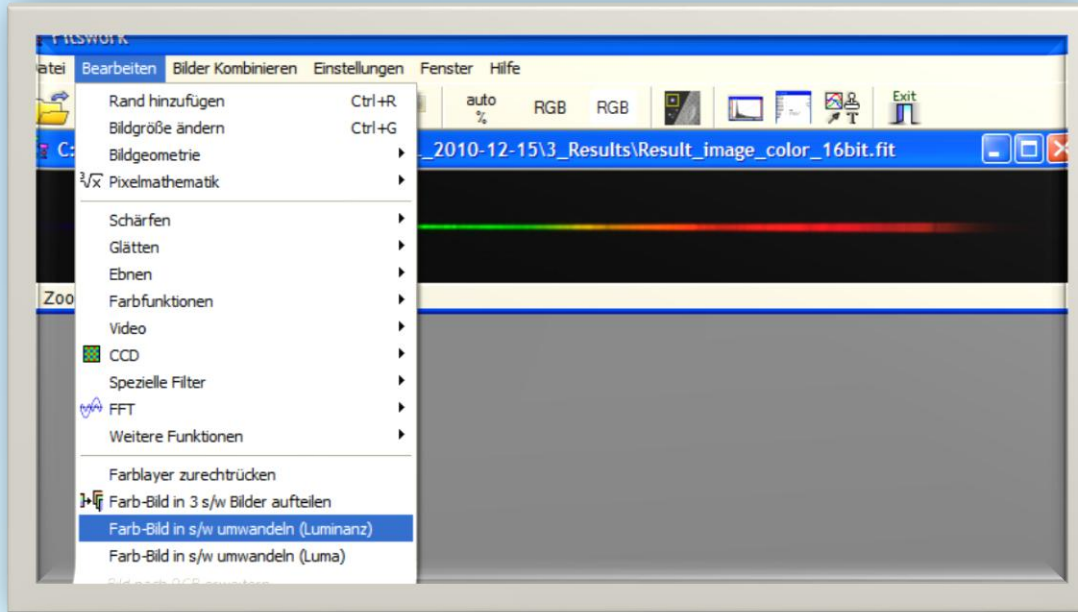 Fitswork
atei Bearbeiten Bilder Kombinieren Einstellungen Fenster Hilfe
auto % RGB RGB Exit
C: _2010-12-15\3_Results\Result_image_color_16bit.fit
Rand hinzufügen Ctrl+R
Bildgröße ändern Ctrl+G
Bildgeometrie
Pixelmathematik
Schärfen
Glätten
Ebnen
Zoo
Farbfunktionen
Video
CCD
Spezielle Filter
FFT
Weitere Funktionen
Farblayer zurechtrücken
Farb-Bild in 3 s/w Bilder aufteilen
Farb-Bild in s/w umwandeln (Luminanz)
Farb-Bild in s/w umwandeln (Luma)